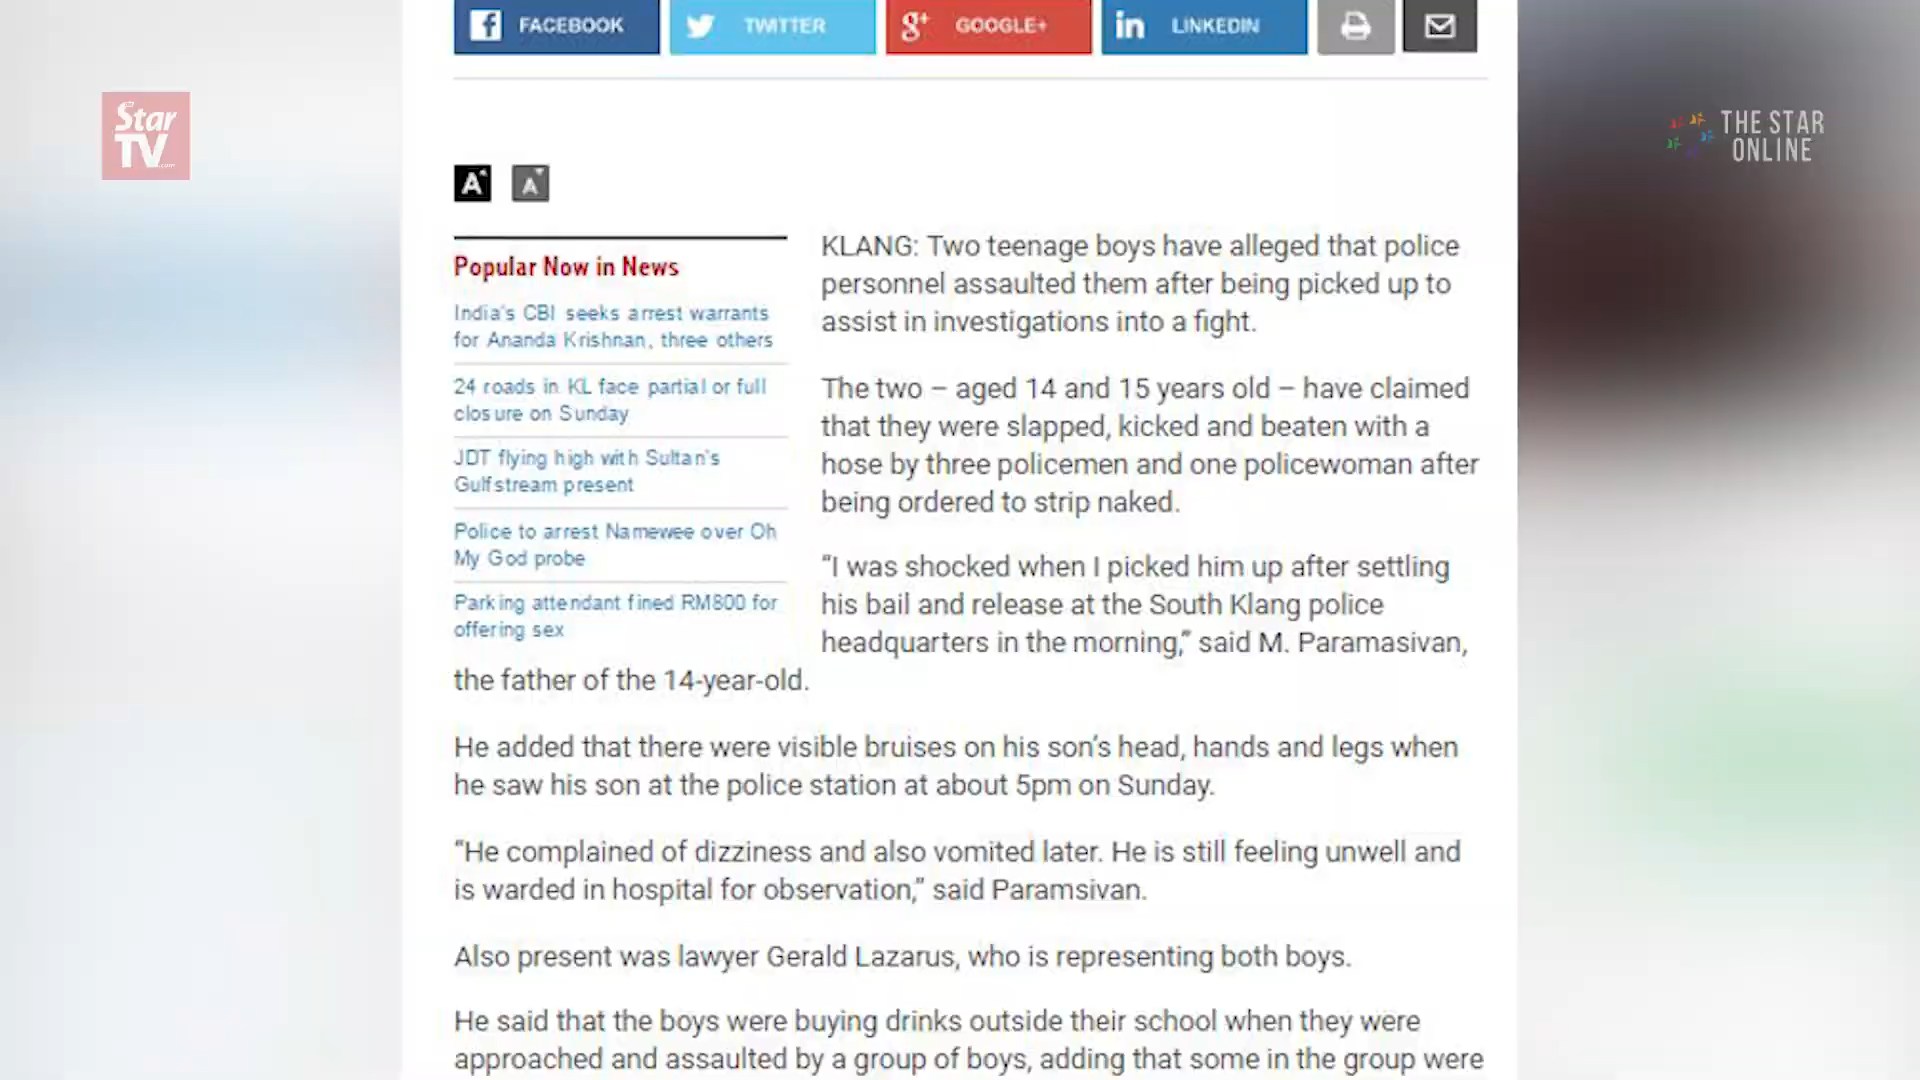 FACEBOOK
TWITTER
GOOGLE+
LINKEDIN
Star
TV
.com
THE STAR
ONLINE
A
A
Popular Now in News
India's CBI seeks arrest warrants
for Ananda Krishnan, three others
24 roads in KL face partial or full
closure on Sunday
JDT flying high with Sultan's
Gulfstream present
Police to arrest Namewee over Oh
My God probe
Parking attendant fined RM800 for
offering sex
KLANG: Two teenage boys have alleged that police
personnel assaulted them after being picked up to
assist in investigations into a fight.
The two – aged 14 and 15 years old – have claimed
that they were slapped, kicked and beaten with a
hose by three policemen and one policewoman after
being ordered to strip naked.
“I was shocked when I picked him up after settling
his bail and release at the South Klang police
headquarters in the morning,” said M. Paramasivan,
the father of the 14-year-old.
He added that there were visible bruises on his son’s head, hands and legs when
he saw his son at the police station at about 5pm on Sunday.
“He complained of dizziness and also vomited later. He is still feeling unwell and
is warded in hospital for observation,” said Paramsivan.
Also present was lawyer Gerald Lazarus, who is representing both boys.
He said that the boys were buying drinks outside their school when they were
approached and assaulted by a group of boys, adding that some in the group were